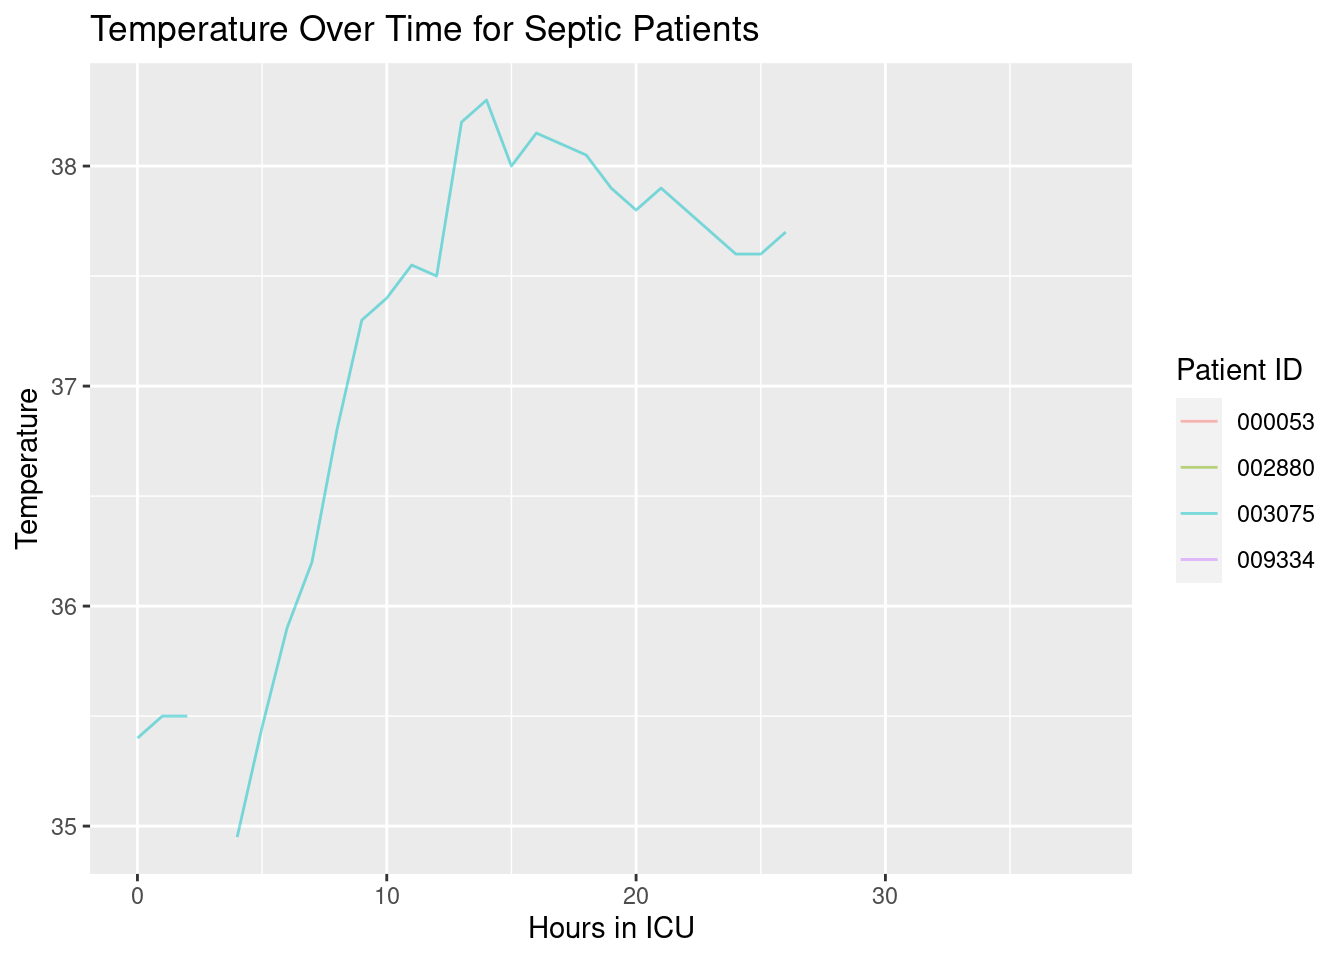 Temperature Over Time for Septic Patients
38
37
36
35
Temperature
0 10 20 30
Hours in ICU
Patient ID
000053
002880
003075
009334